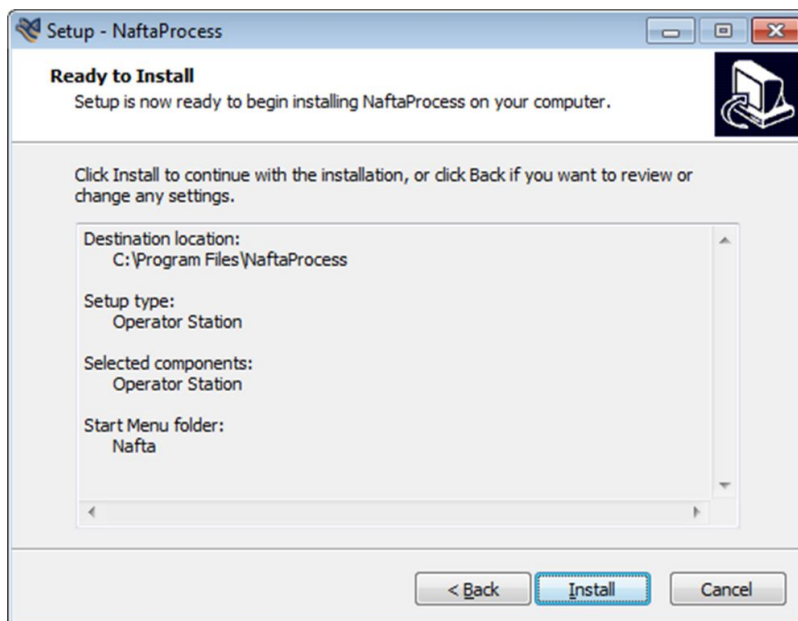 Setup - NaftaProcess
Ready to Install
Setup is now ready to begin installing NaftaProcess on your computer.
Click Install to continue with the installation, or click Back if you want to review or
change any settings.
Destination location:
C:\Program Files\NaftaProcess
Setup type:
Operator Station
Selected components:
Operator Station
Start Menu folder:
Nafta
< Back Install Cancel